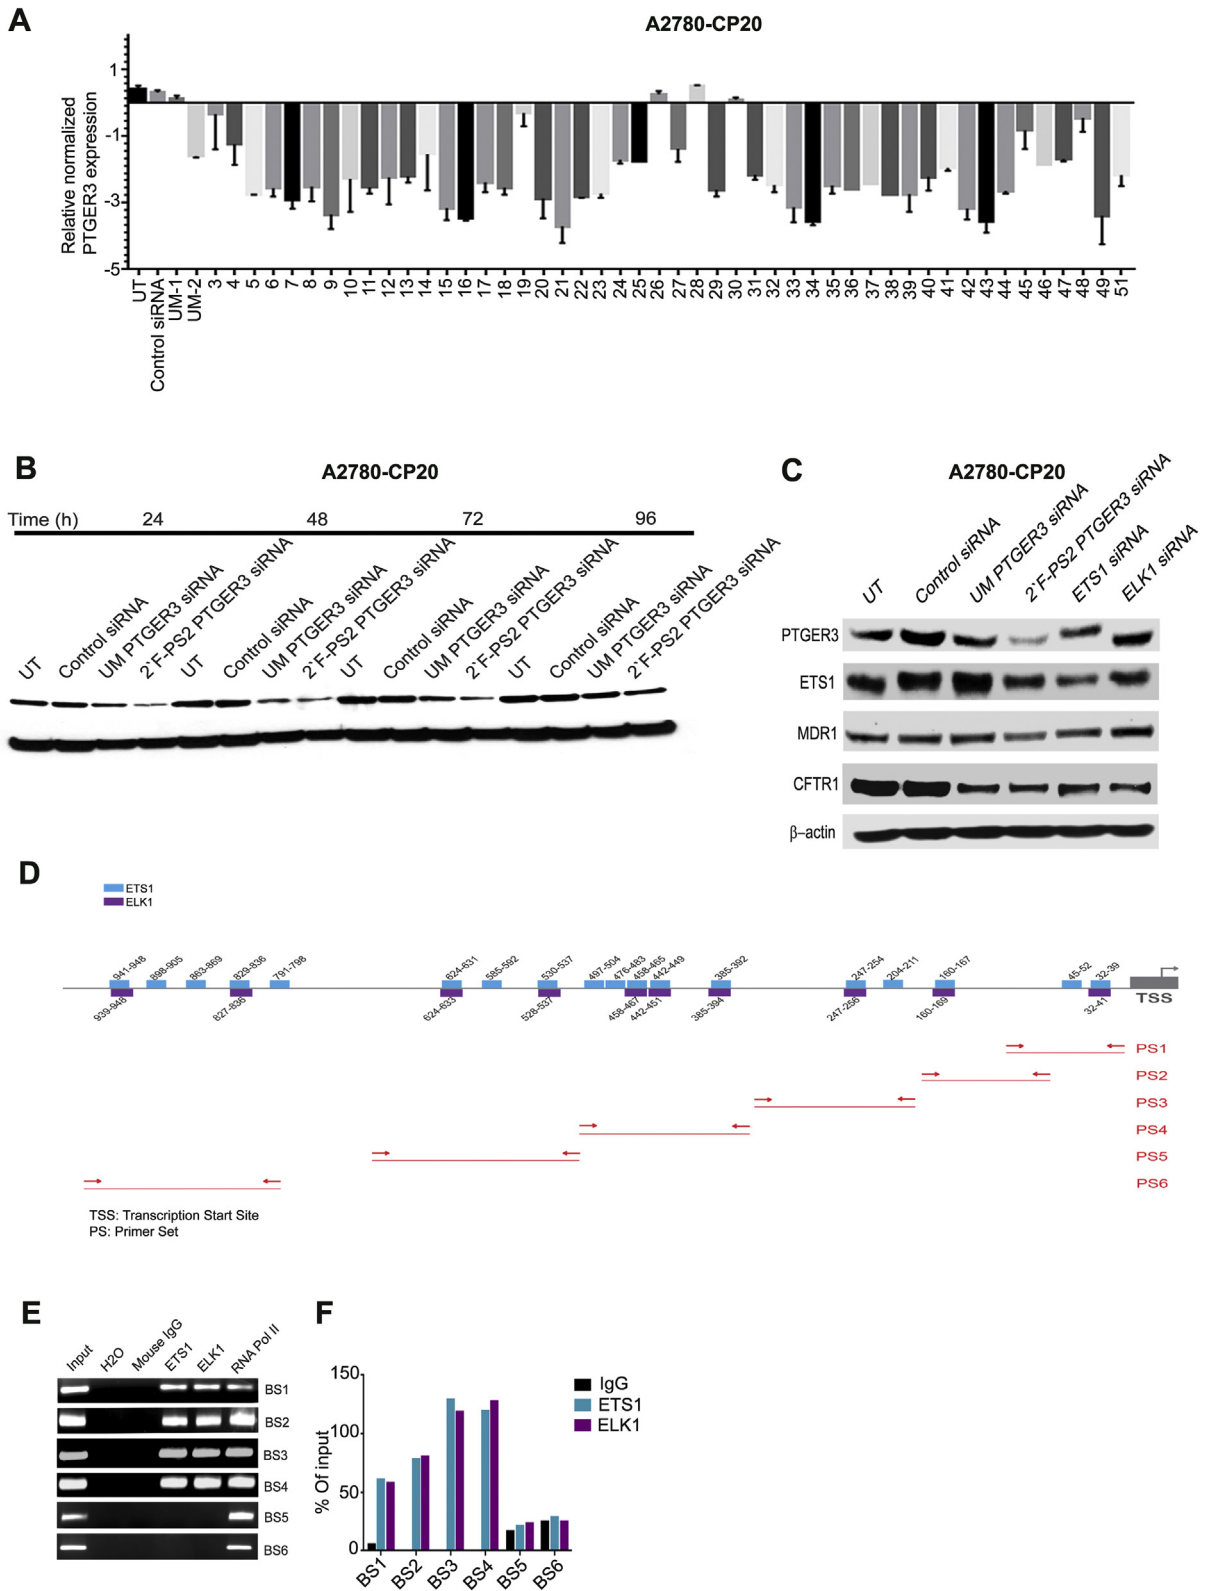 A
A2780-CP20
Relative normalized
PTGER3 expression
1
-1
-3
-5
UT
Control siRNA
UM-1
UM-2
3
4
5
6
7
8
9
10
11
12
13
14
15
16
17
18
19
20
21
22
23
24
25
26
27
28
29
30
31
32
33
34
35
36
37
38
39
40
41
42
43
44
45
46
47
48
49
51
B
A2780-CP20
Time (h)
24
48
72
96
UT
Control siRNA
UM PTGER3 siRNA
2`F-PS2 PTGER3 siRNA
UT
Control siRNA
UM PTGER3 siRNA
2`F-PS2 PTGER3 siRNA
UT
Control siRNA
UM PTGER3 siRNA
2`F-PS2 PTGER3 siRNA
UT
Control siRNA
UM PTGER3 siRNA
2`F-PS2 PTGER3 siRNA
C
A2780-CP20
UT
Control siRNA
UM PTGER3 siRNA
2`F-PS2 PTGER3 siRNA
ETS1 siRNA
ELK1 siRNA
PTGER3
ETS1
MDR1
CFTR1
β–actin
D
ETS1
ELK1
941-948
898-905
863-869
829-836
791-798
624-631
585-592
530-537
497-504
476-483
458-465
442-449
385-392
247-254
204-211
160-167
45-52
32-39
939-948
827-836
624-633
528-537
458-467
442-451
385-394
247-256
160-169
32-41
TSS
PS1
PS2
PS3
PS4
PS5
PS6
TSS: Transcription Start Site
PS: Primer Set
E
Input
H2O
Mouse IgG
ETS1
ELK1
RNA Pol II
BS1
BS2
BS3
BS4
BS5
BS6
F
% Of input
150
100
50
0
BS1
BS2
BS3
BS4
BS5
BS6
IgG
ETS1
ELK1